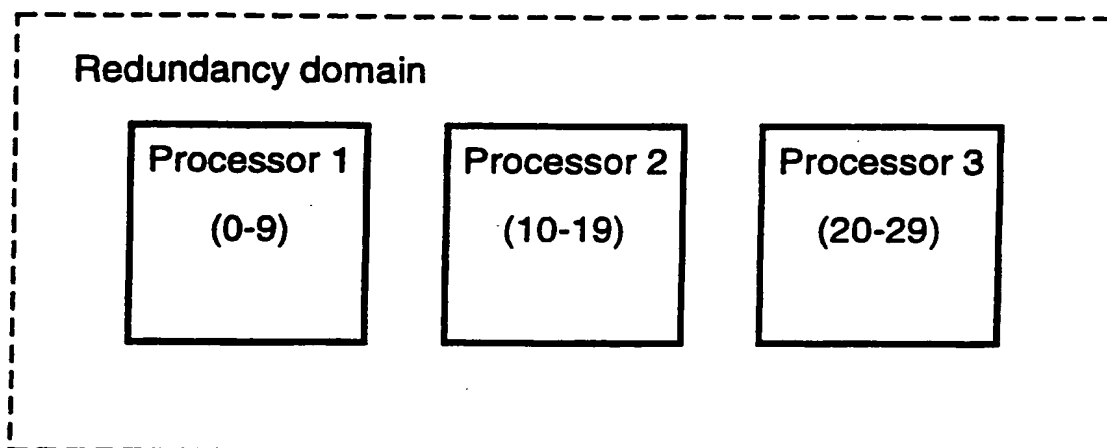 Redundancy domain
Processor 1
(0-9)
Processor 2
(10-19)
Processor 3
(20-29)